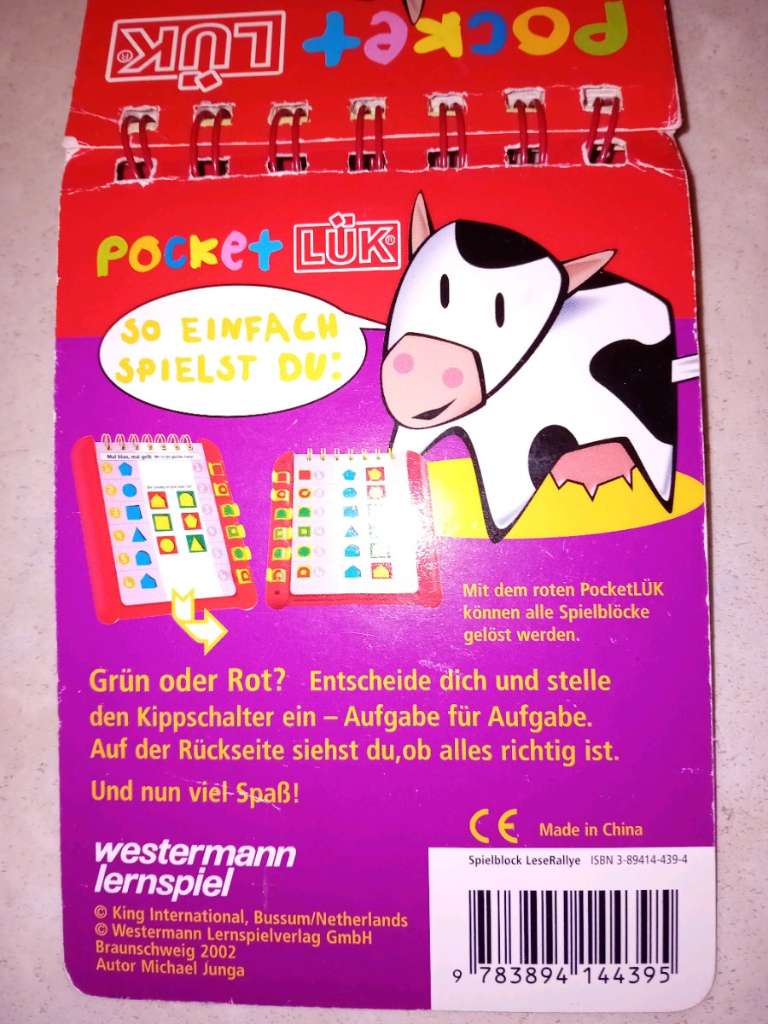 pocket LÜK®
pocket LÜK®
SO EINFACH
SPIELST DU:
Mit dem roten PocketLÜK
können alle Spielblöcke
gelöst werden.
Grün oder Rot? Entscheide dich und stelle
den Kippschalter ein – Aufgabe für Aufgabe.
Auf der Rückseite siehst du,ob alles richtig ist.
Und nun viel Spaß!
CE Made in China
westermann
lernspiel
© King International, Bussum/Netherlands
© Westermann Lernspielverlag GmbH
Braunschweig 2002
Autor Michael Junga
Spielblock LeseRallye ISBN 3-89414-439-4
9 783894 144395